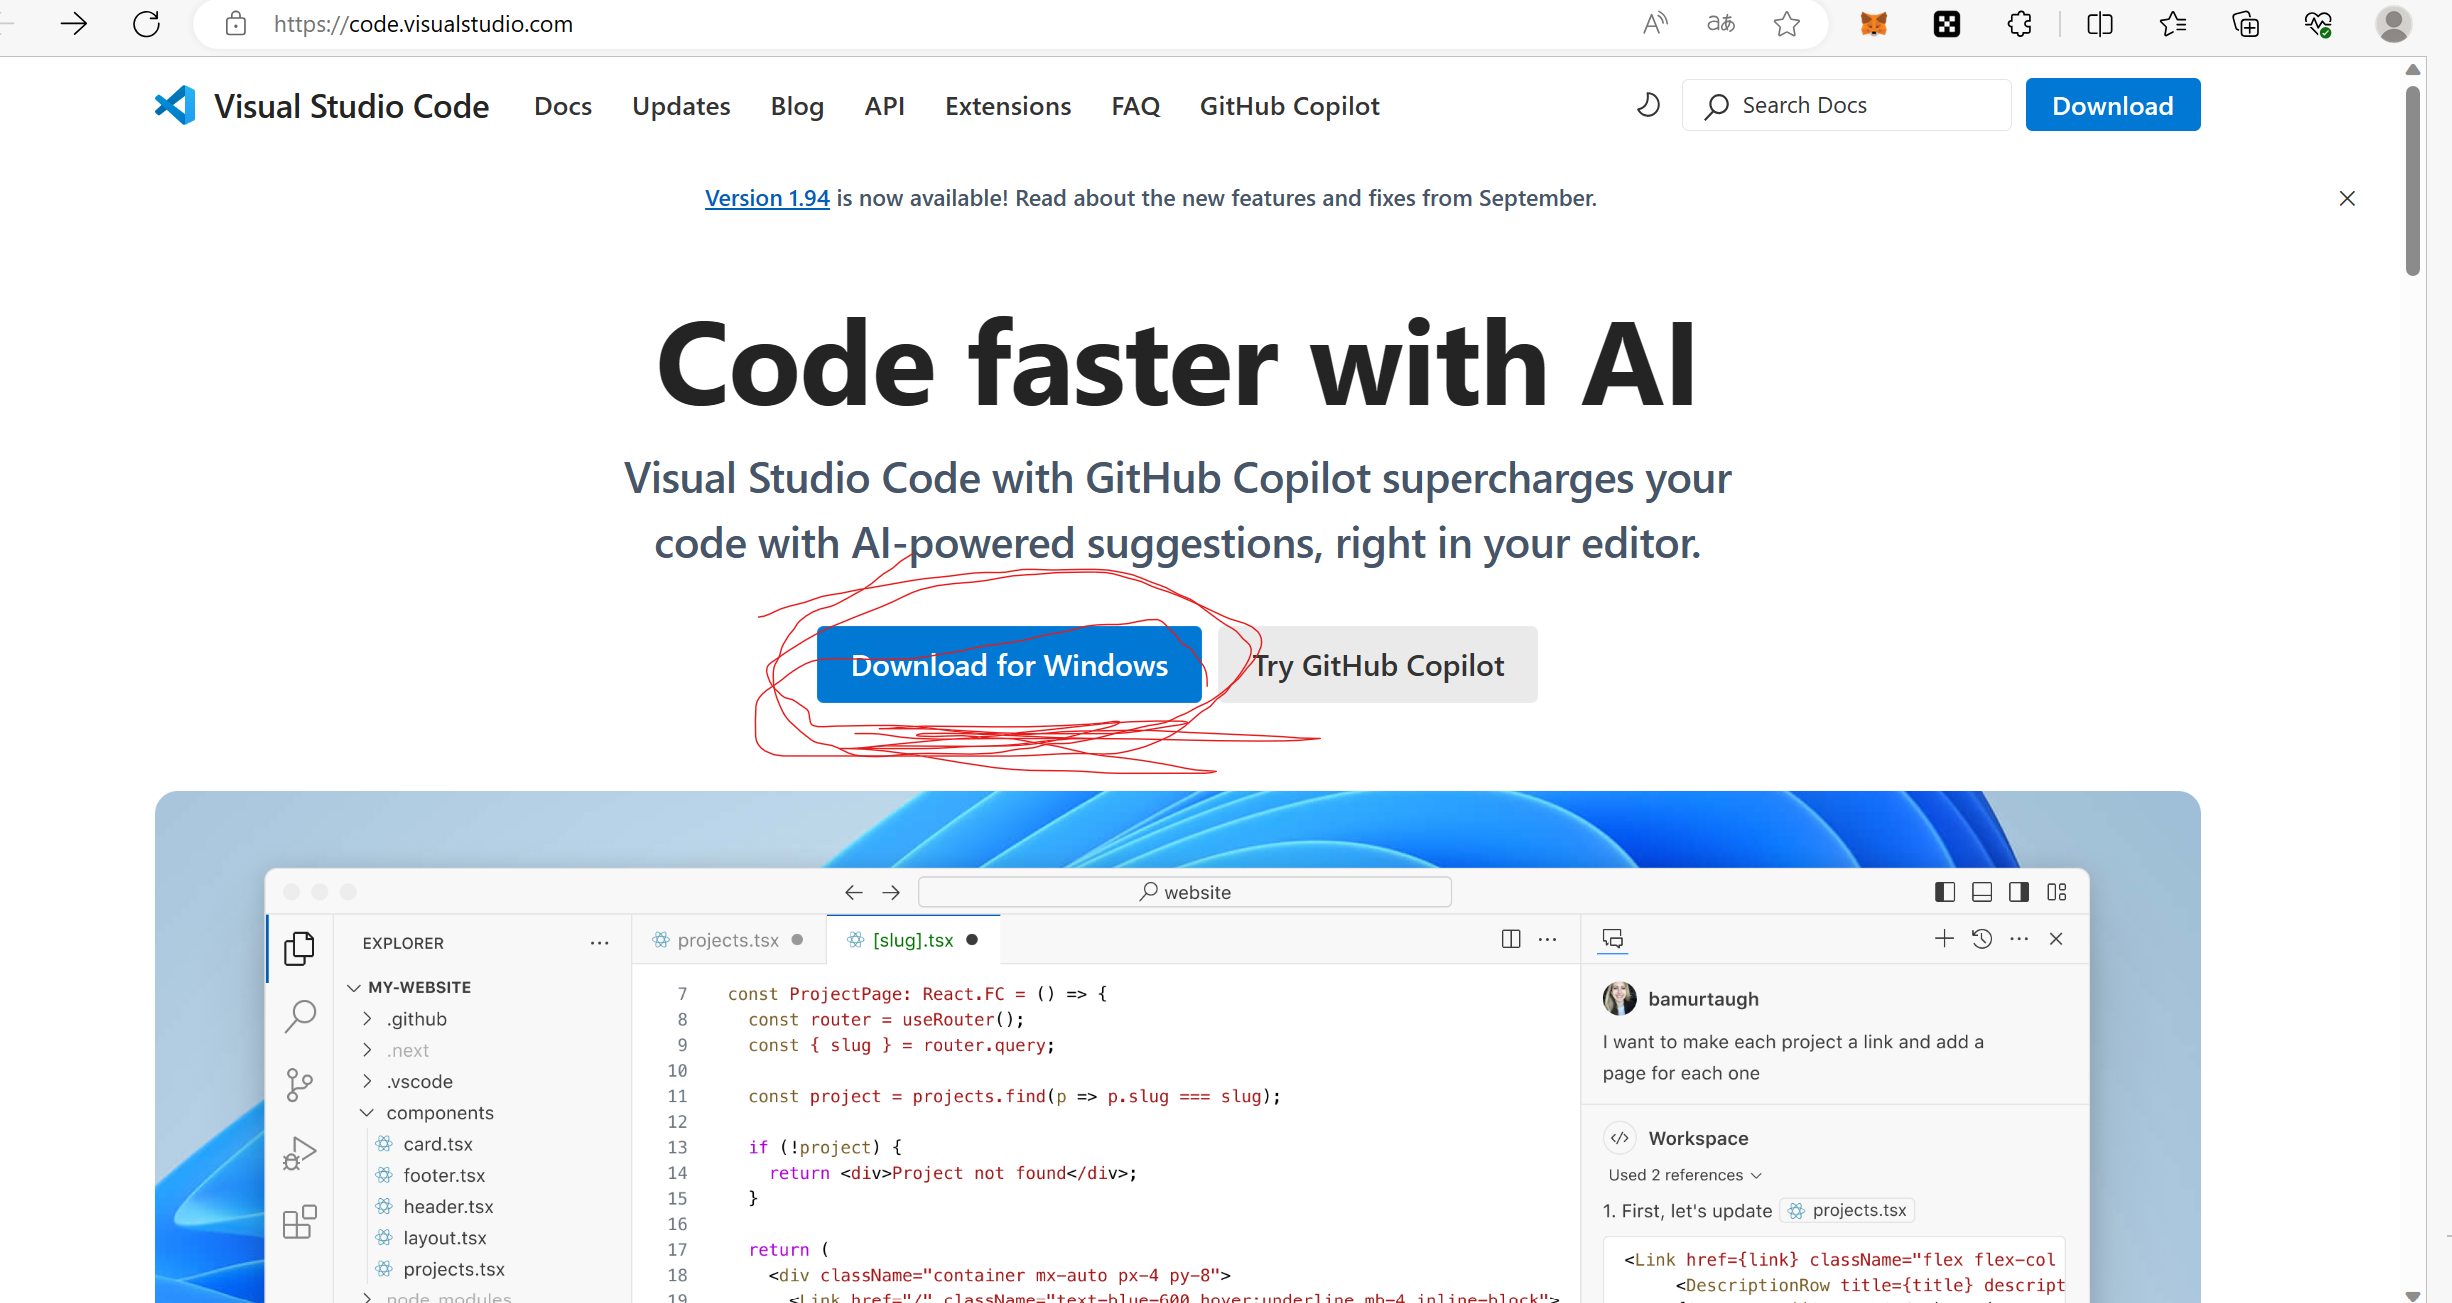 https://code.visualstudio.com
Visual Studio Code Docs Updates Blog API Extensions FAQ GitHub Copilot Search Docs Download
Version 1.94 is now available! Read about the new features and fixes from September.
Code faster with AI
Visual Studio Code with GitHub Copilot supercharges your
code with AI-powered suggestions, right in your editor.
Download for Windows Try GitHub Copilot
website
EXPLORER
MY-WEBSITE
.github
.next
.vscode
components
card.tsx
footer.tsx
header.tsx
layout.tsx
projects.tsx
node_modules
projects.tsx [slug].tsx
7 const ProjectPage: React.FC = () => {
8 const router = useRouter();
9 const { slug } = router.query;
10
11 const project = projects.find(p => p.slug === slug);
12
13 if (!project) {
14 return <div>Project not found</div>;
15 }
16
17 return (
18 <div className="container mx-auto px-4 py-8">
19 <Link href="/" className="text-blue-600 hover:underline mb-4 inline-block">
bamurtaugh
I want to make each project a link and add a
page for each one
Workspace
Used 2 references
1. First, let's update projects.tsx
<Link href={link} className="flex flex-col
<DescriptionRow title={title} descript